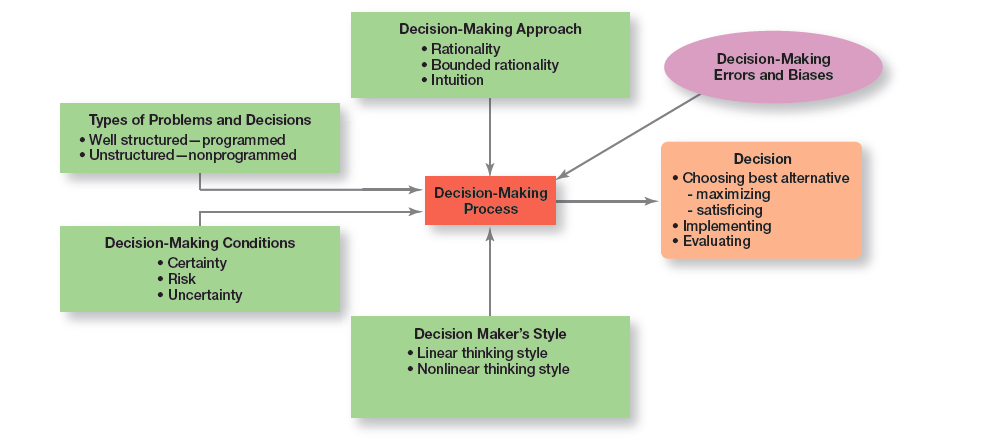 Decision-Making Approach
• Rationality
• Bounded rationality
• Intuition
Decision-Making
Errors and Biases
Types of Problems and Decisions
• Well structured—programmed
• Unstructured—nonprogrammed
Decision
• Choosing best alternative
- maximizing
- satisficing
• Implementing
• Evaluating
Decision-Making
Process
Decision-Making Conditions
• Certainty
• Risk
• Uncertainty
Decision Maker’s Style
• Linear thinking style
• Nonlinear thinking style